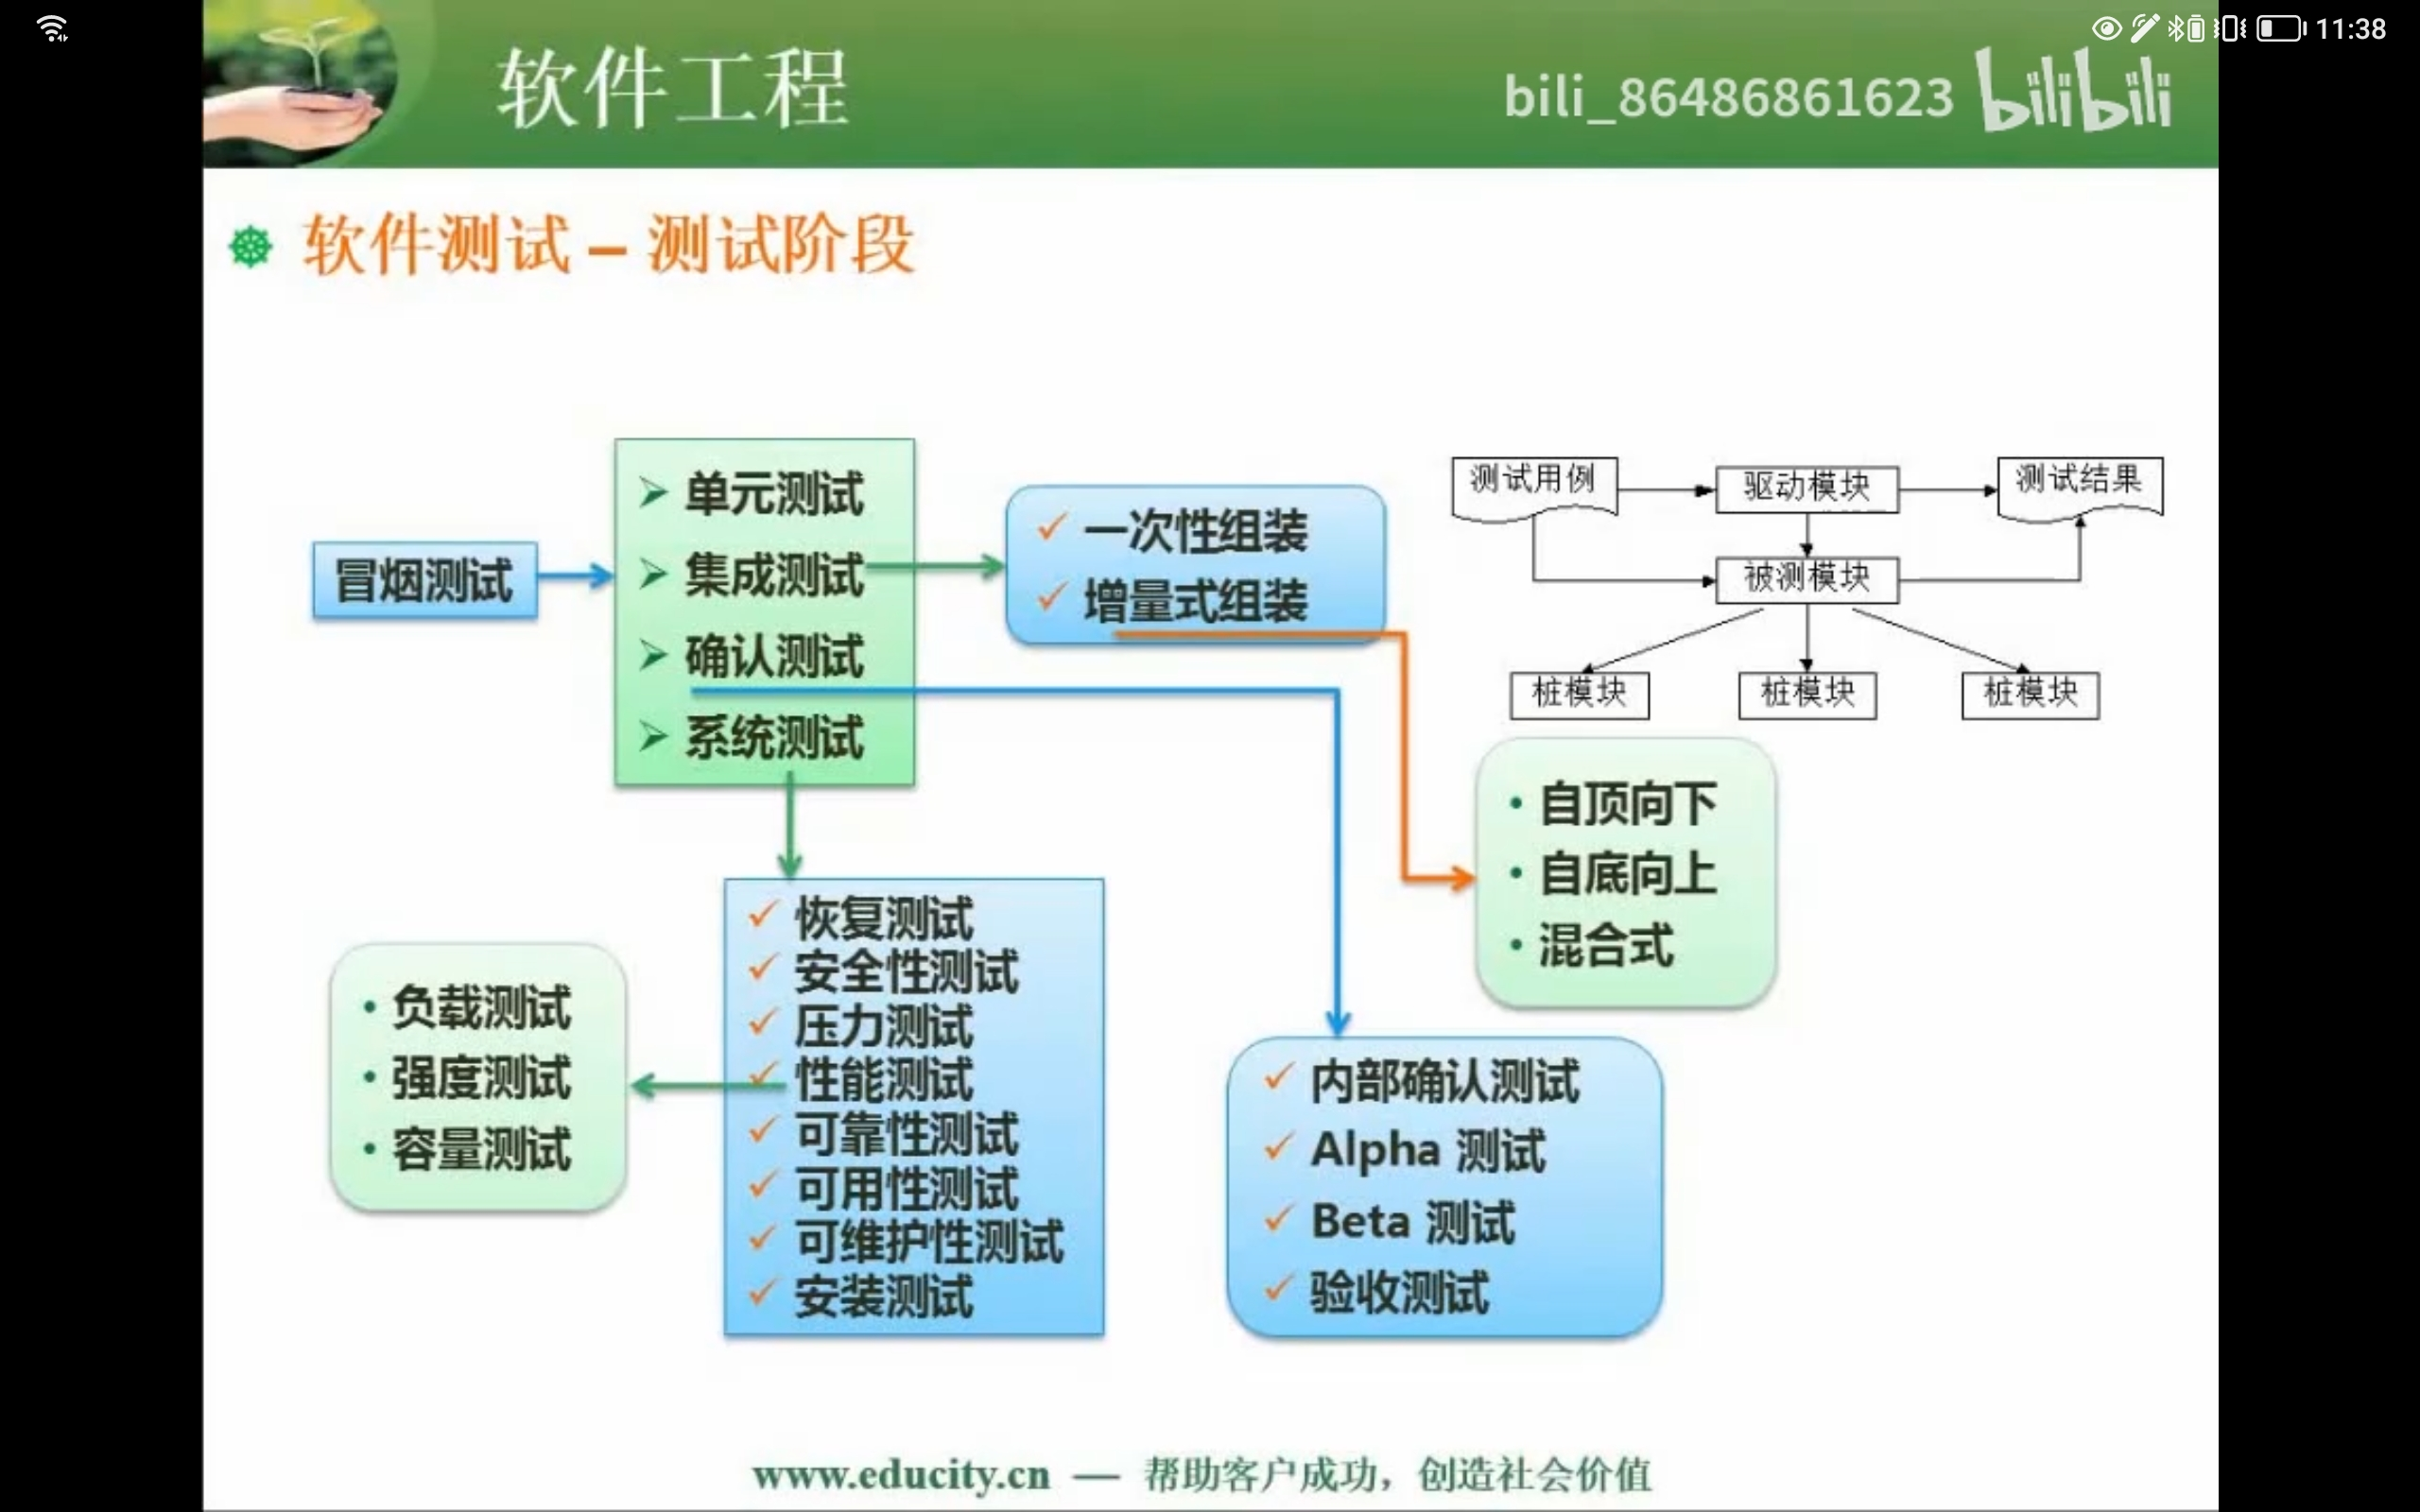 11:38
软件工程
bili_86486861623
bilibili
软件测试 – 测试阶段
冒烟测试
单元测试
集成测试
确认测试
系统测试
一次性组装
增量式组装
测试用例
驱动模块
测试结果
被测模块
桩模块
桩模块
桩模块
自顶向下
自底向上
混合式
负载测试
强度测试
容量测试
恢复测试
安全性测试
压力测试
性能测试
可靠性测试
可用性测试
可维护性测试
安装测试
内部确认测试
Alpha 测试
Beta 测试
验收测试
www.educity.cn — 帮助客户成功，创造社会价值